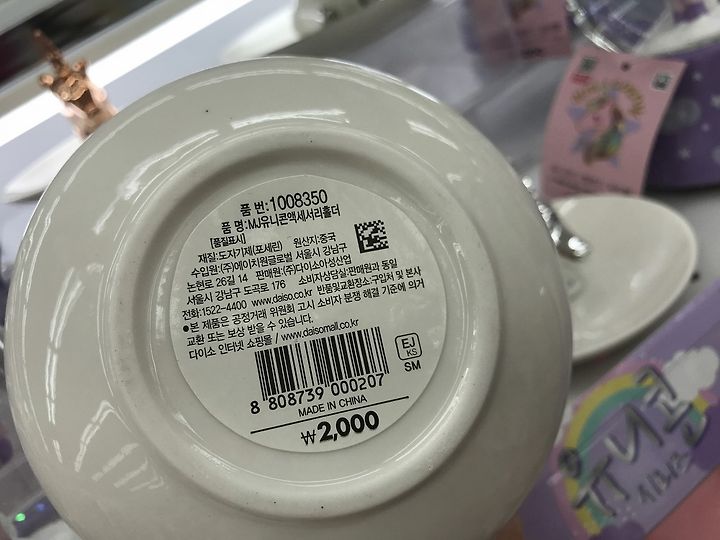 품 번:1008350
품 명:MJ유니콘액세서리홀더
[품질표시]
재질:도자기제(포세린) 원산지:중국
수입원:(주)에이치원글로벌 서울시 강남구
논현로 26길 14 판매원:(주)다이소아성산업
서울시 강남구 도곡로 176 소비자상담실:판매원과 동일
전화:1522-4400 www.daiso.co.kr 반품및교환장소:구입처 및 본사
●본 제품은 공정거래 위원회 고시 소비자 분쟁 해결 기준에 의거
교환 또는 보상 받을 수 있습니다.
다이소 인터넷 쇼핑몰 / www.daisomall.co.kr
EJ
KS
SM
8 808739 000207
MADE IN CHINA
₩2,000
유니콘
시리즈